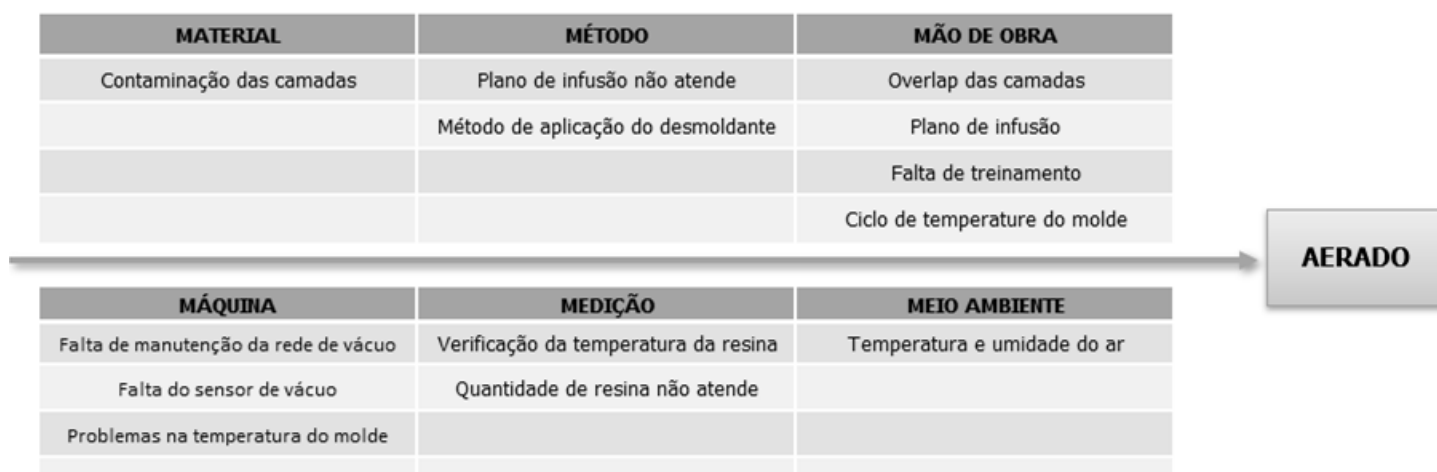 MATERIAL MÉTODO MÃO DE OBRA
Contaminação das camadas Plano de infusão não atende Overlap das camadas
Método de aplicação do desmoldante Plano de infusão
Falta de treinamento
Ciclo de temperature do molde
AERADO
MÁQUINA MEDIÇÃO MEIO AMBIENTE
Falta de manutenção da rede de vácuo Verificação da temperatura da resina Temperatura e umidade do ar
Falta do sensor de vácuo Quantidade de resina não atende
Problemas na temperatura do molde